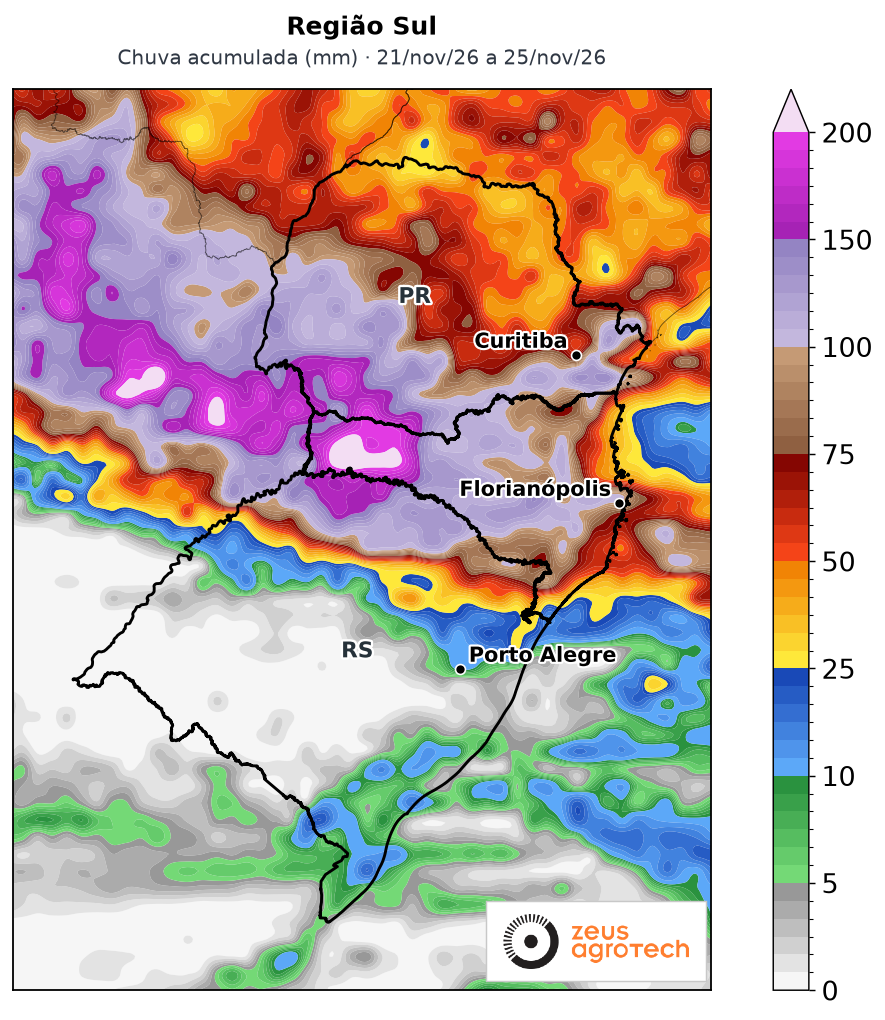 Região Sul
Chuva acumulada (mm) · 21/nov/26 a 25/nov/26
200
150
PR
Curitiba
100
75
Florianópolis
50
RS
Porto Alegre
25
10
5
zeus
agrotech
0